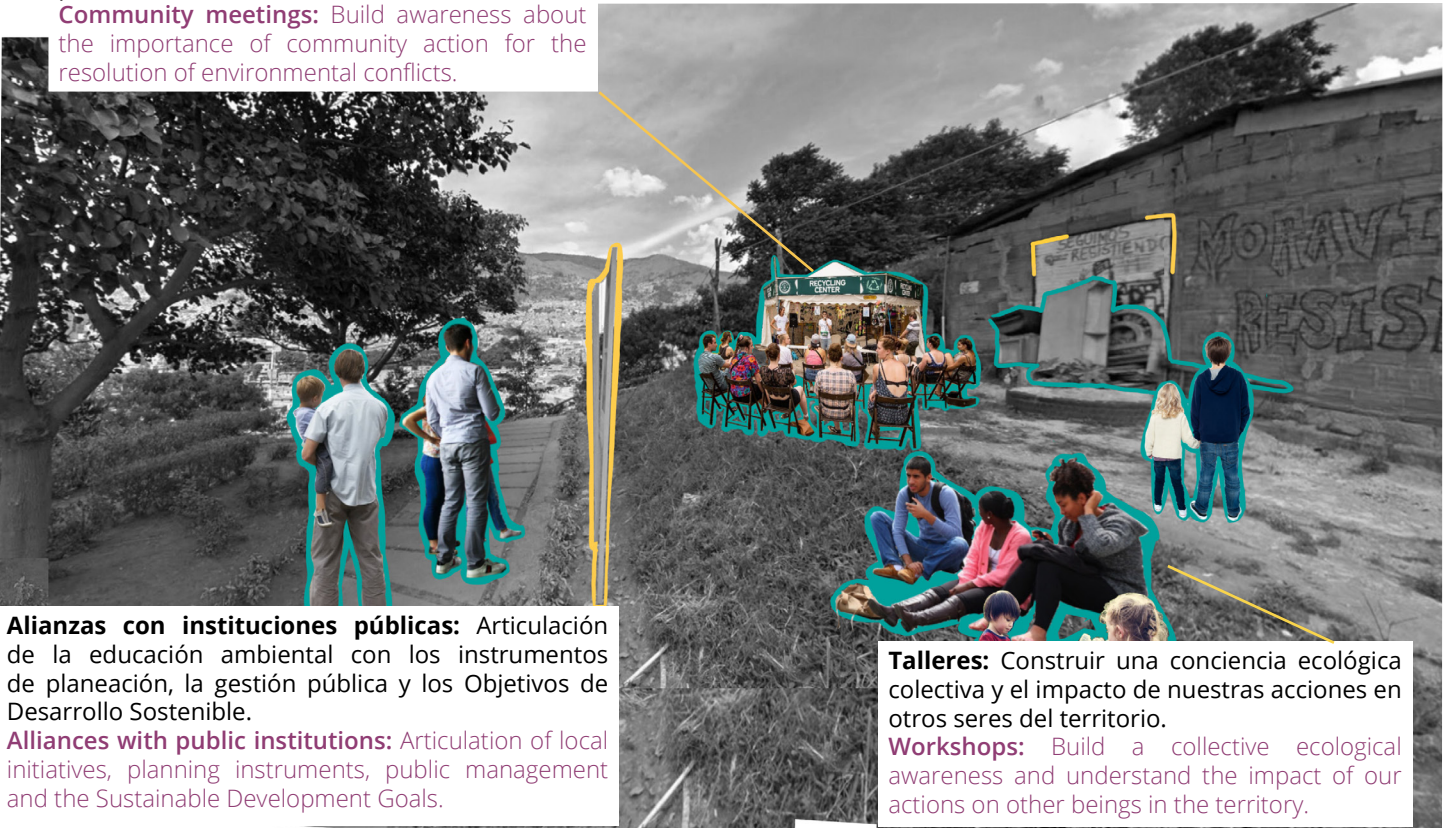 Community meetings: Build awareness about
the importance of community action for the
resolution of environmental conflicts.
RECYCLING
CENTER
SEGUIMOS
RESISTIENDO
MORAVI
RESIST
Alianzas con instituciones públicas: Articulación
de la educación ambiental con los instrumentos
de planeación, la gestión pública y los Objetivos de
Desarrollo Sostenible.
Alliances with public institutions: Articulation of local
initiatives, planning instruments, public management
and the Sustainable Development Goals.
Talleres: Construir una conciencia ecológica
colectiva y el impacto de nuestras acciones en
otros seres del territorio.
Workshops: Build a collective ecological
awareness and understand the impact of our
actions on other beings in the territory.